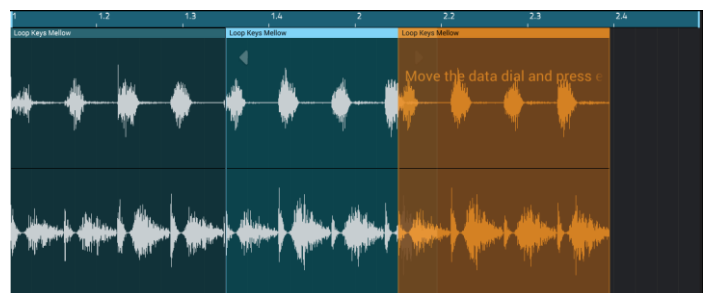 1 1.2 1.3 1.4 2 2.2 2.3 2.4
Loop Keys Mellow Loop Keys Mellow Loop Keys Mellow
Move the data dial and press e